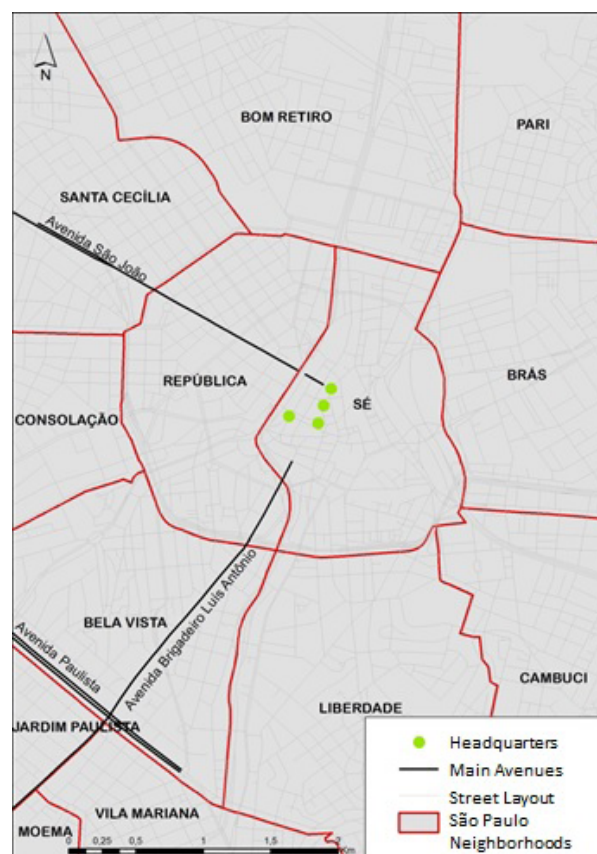 N
BOM RETIRO
PARI
SANTA CECÍLIA
Avenida São João
REPÚBLICA
SÉ
BRÁS
CONSOLAÇÃO
Avenida Brigadeiro Luís Antônio
BELA VISTA
Avenida Paulista
CAMBUCI
LIBERDADE
JARDIM PAULISTA
VILA MARIANA
MOEMA
Headquarters
Main Avenues
Street Layout
São Paulo
Neighborhoods
0 0,25 0,5 1 1,5 2
Km